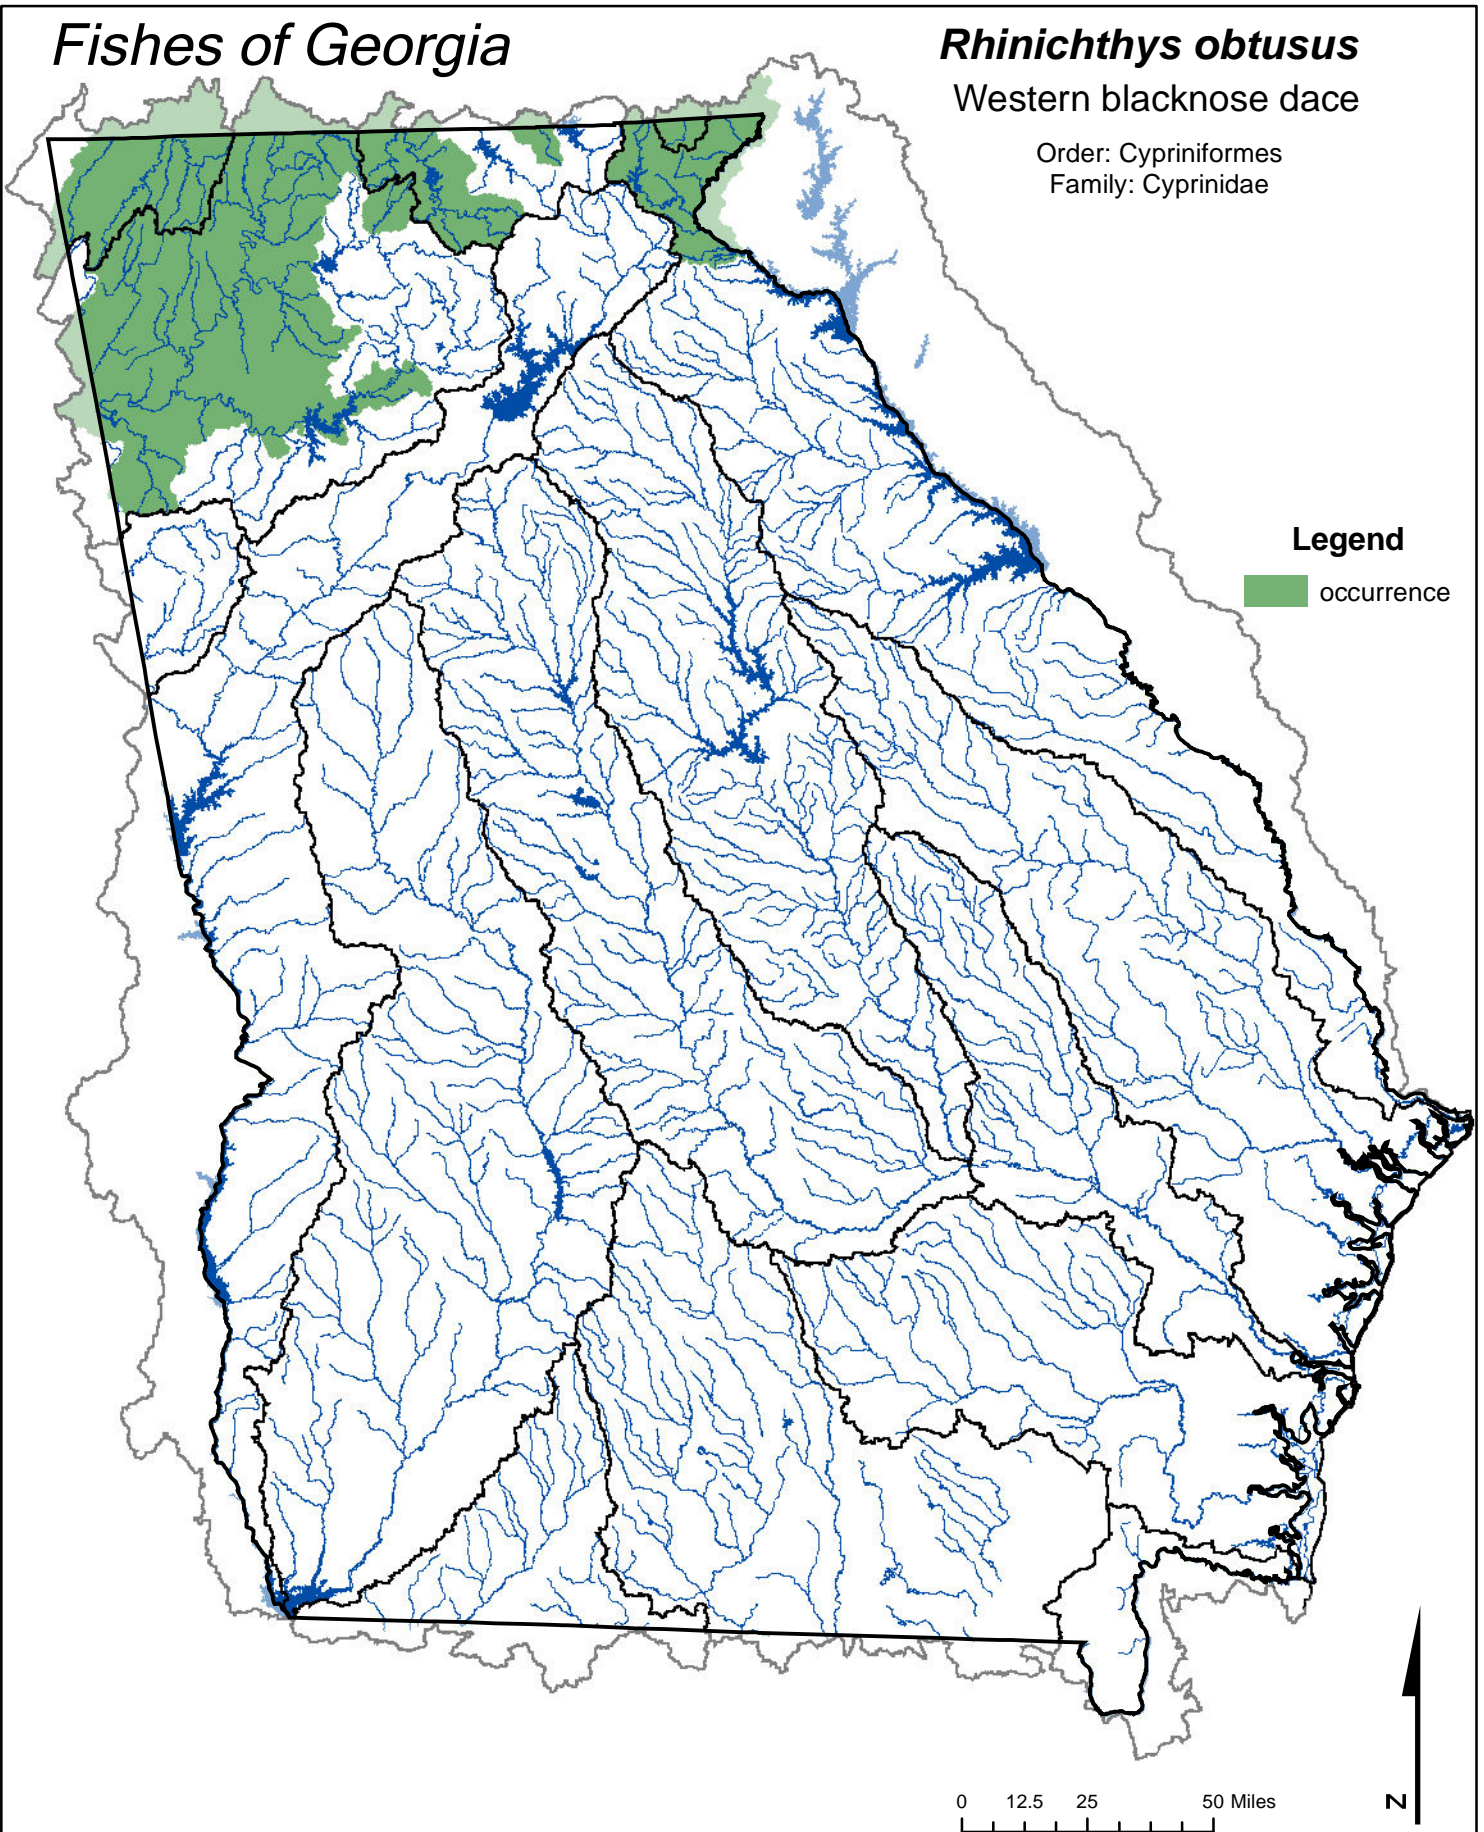 Fishes of Georgia
Rhinichthys obtusus
Western blacknose dace
Order: Cypriniformes
Family: Cyprinidae
Legend
occurrence
0 12.5 25 50 Miles
N